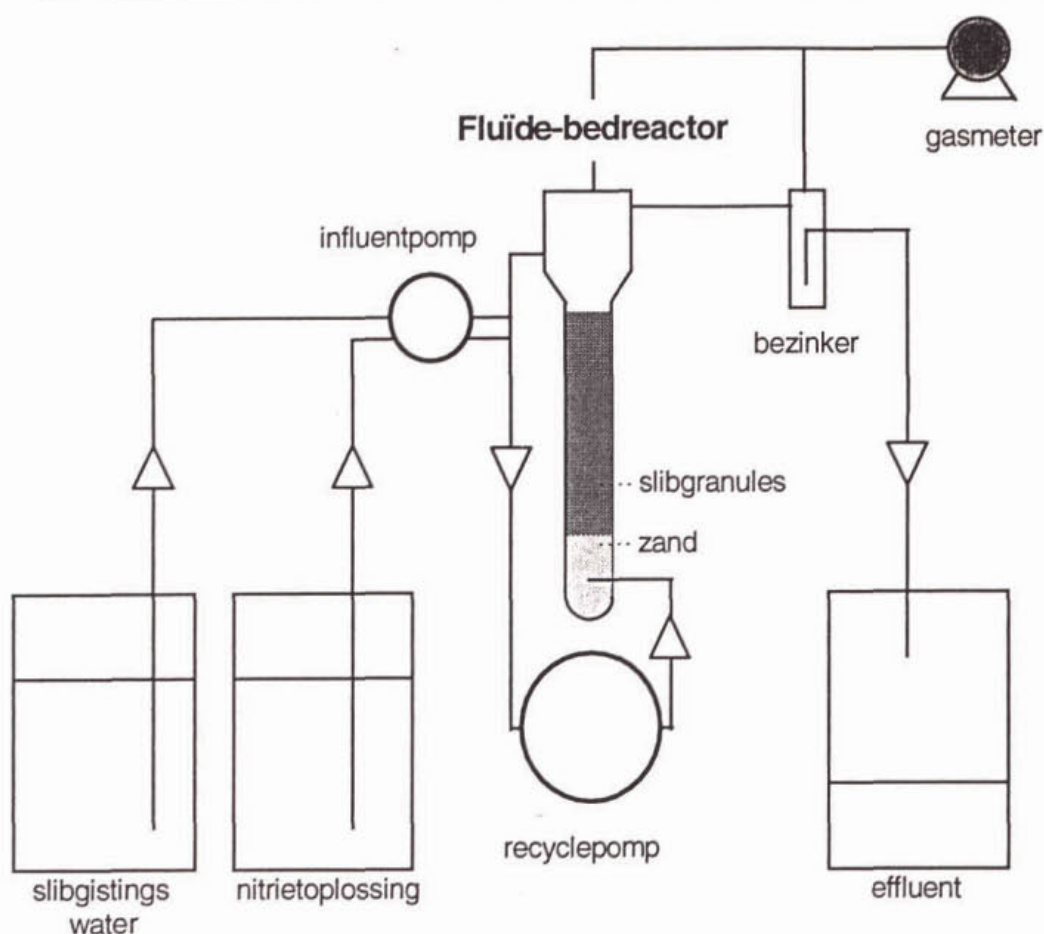 Fluïde-bedreactor
gasmeter
influentpomp
bezinker
slibgranules
zand
recyclepomp
slibgistings
water
nitrietoplossing
effluent